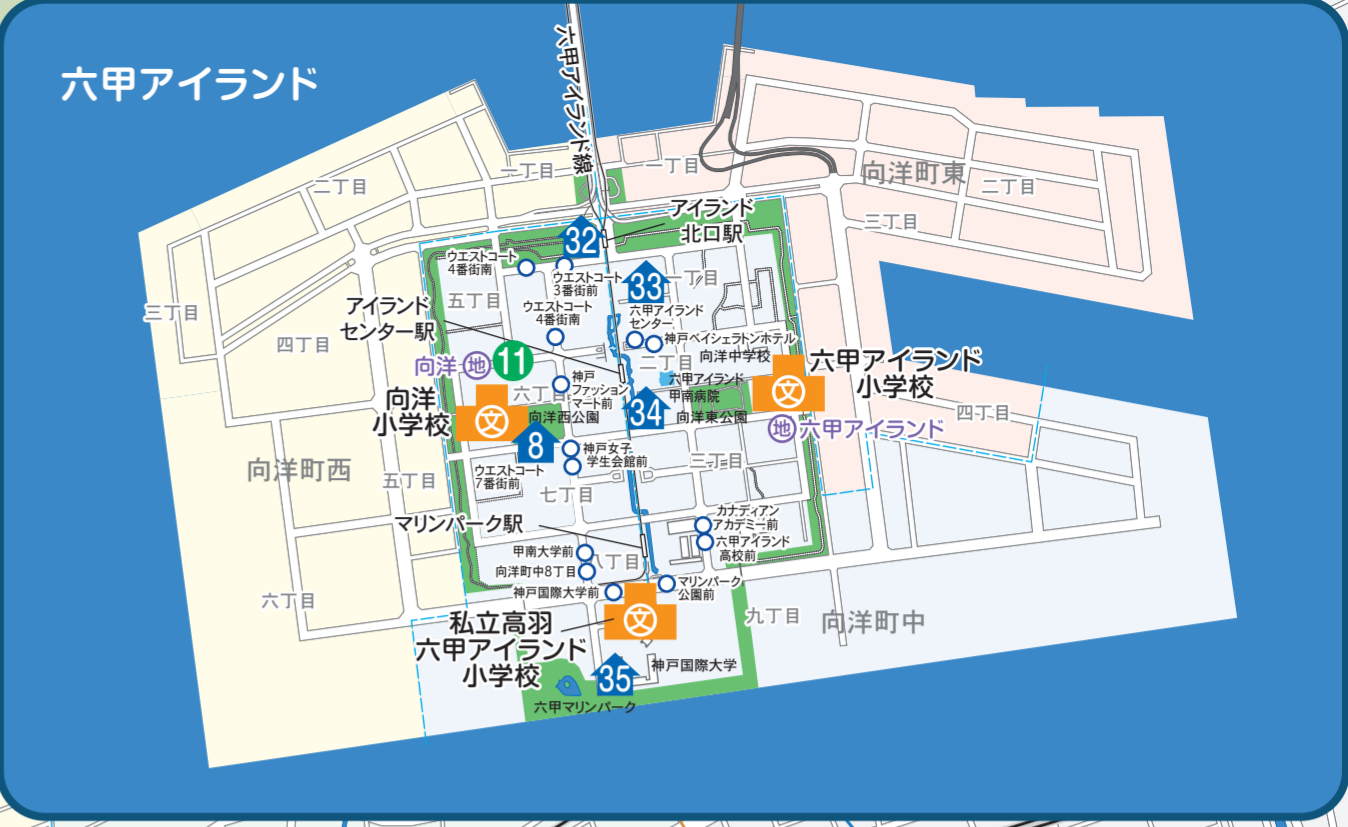 六甲アイランド
六甲アイランド線
二丁目
一丁目
一丁目
向洋町東
二丁目
三丁目
アイランド
北口駅
32
ウエストコート
4番街南
ウエストコート
3番街前
33
一丁目
三丁目
五丁目
アイランド
センター駅
ウエストコート
4番街南
六甲アイランド
センター
神戸ベイシェラトンホテル
四丁目
向洋
地
11
二丁目
向洋中学校
六甲アイランド
小学校
文
神戸
ファッション
マート前
六甲アイランド
甲南病院
向洋
小学校
文
六丁目
向洋西公園
8
34
向洋東公園
地
六甲アイランド
四丁目
向洋町西
五丁目
ウエストコート
7番街前
神戸女子
学生会館前
三丁目
七丁目
マリンパーク駅
カナディアン
アカデミー前
六甲アイランド
高校前
甲南大学前
八丁目
向洋町中8丁目
神戸国際大学前
マリンパーク
公園前
六丁目
私立高羽
六甲アイランド
小学校
文
九丁目
向洋町中
35
神戸国際大学
六甲マリンパーク